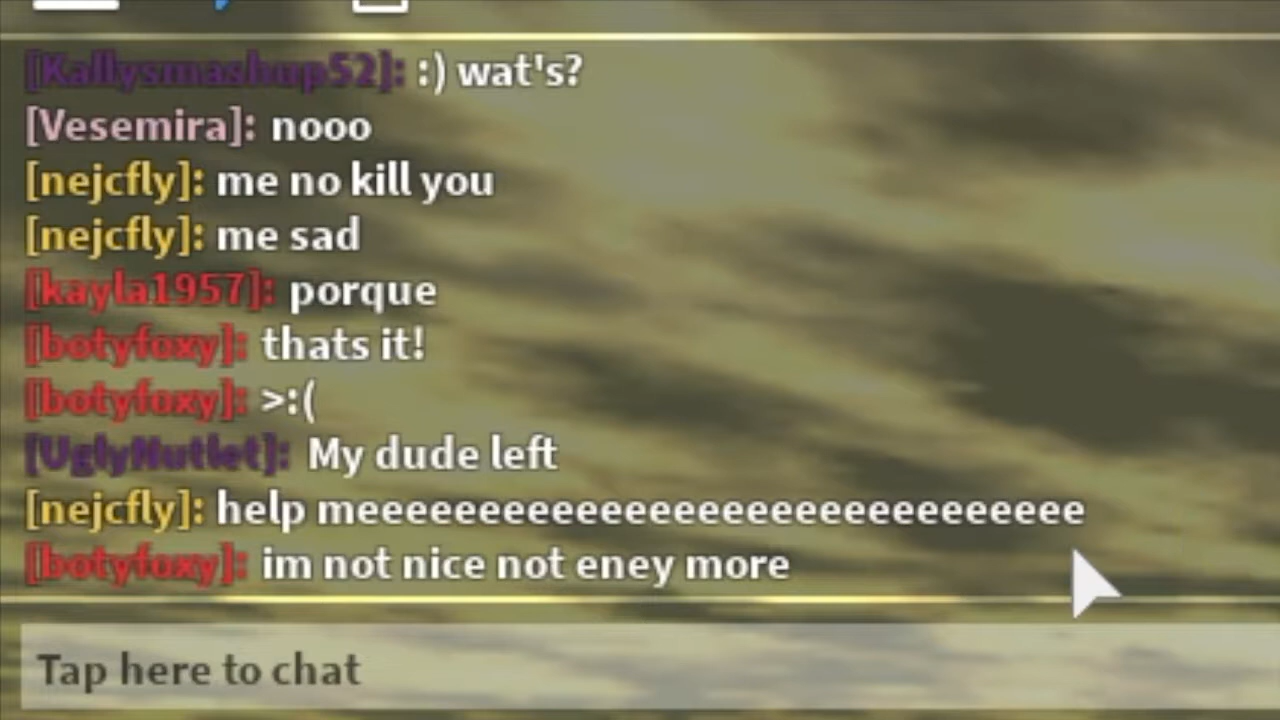 [Kallysmashup52]: :) wat's?
[Vesemira]: nooo
[nejcfly]: me no kill you
[nejcfly]: me sad
[kayla1957]: porque
[botyfoxy]: thats it!
[botyfoxy]: >:(
[UglyNutlet]: My dude left
[nejcfly]: help meeeeeeeeeeeeeeeeeeeeeeeeeeeeee
[botyfoxy]: im not nice not eney more
Tap here to chat